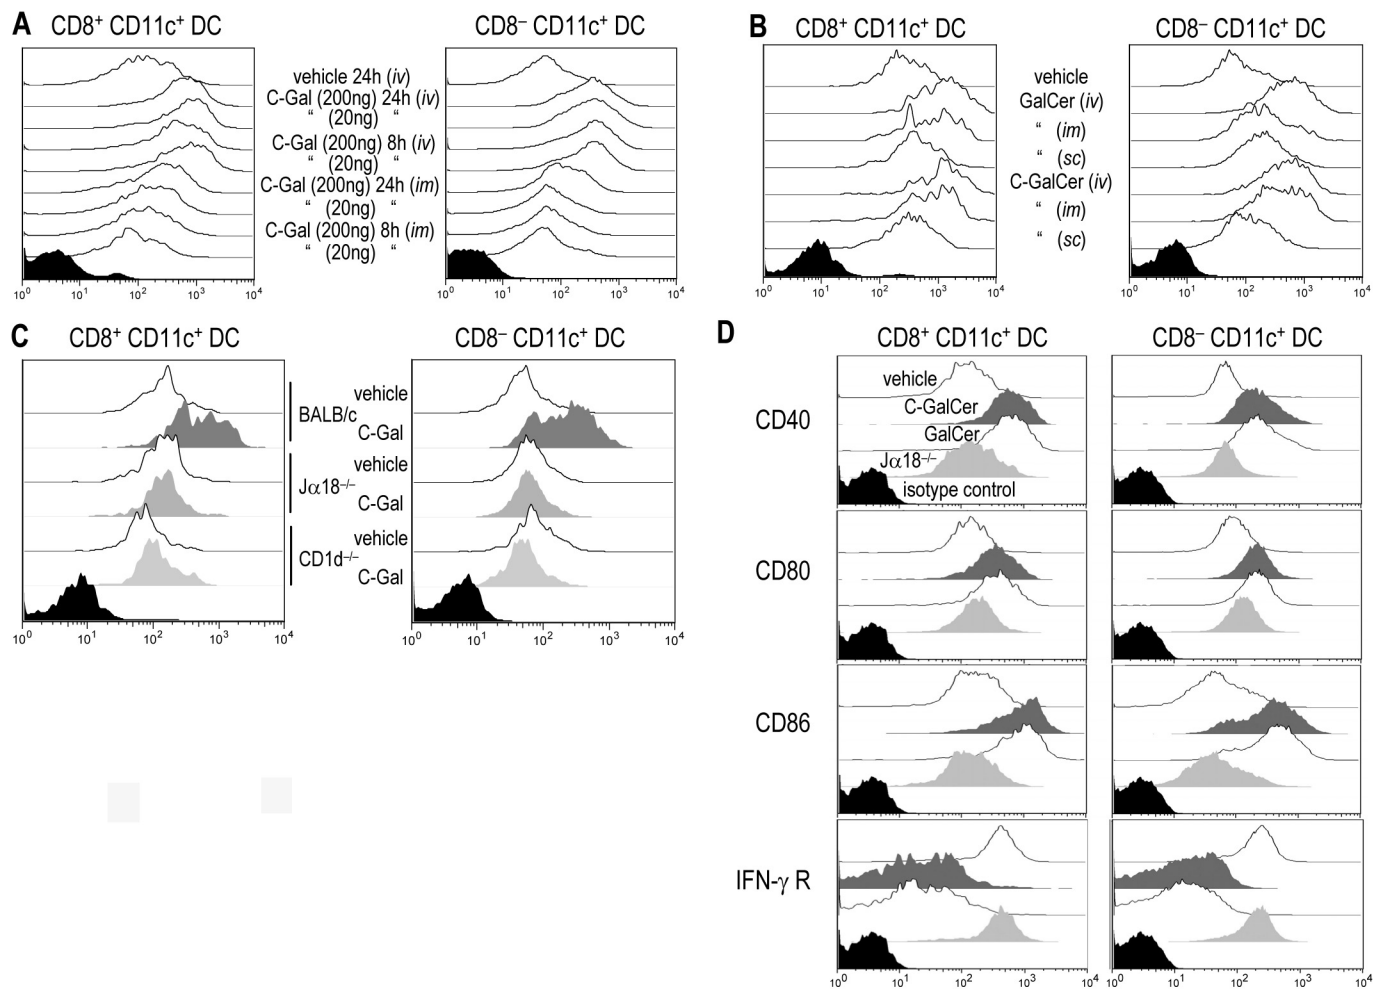 A
CD8⁺ CD11c⁺ DC
CD8⁻ CD11c⁺ DC
vehicle 24h (iv)
C-Gal (200ng) 24h (iv)
“ (20ng) “
C-Gal (200ng) 8h (iv)
“ (20ng) “
C-Gal (200ng) 24h (im)
“ (20ng) “
C-Gal (200ng) 8h (im)
“ (20ng) “
10⁰ 10¹ 10² 10³ 10⁴
10⁰ 10¹ 10² 10³ 10⁴
B
CD8⁺ CD11c⁺ DC
CD8⁻ CD11c⁺ DC
vehicle
GalCer (iv)
“ (im)
“ (sc)
C-GalCer (iv)
“ (im)
“ (sc)
10⁰ 10¹ 10² 10³ 10⁴
10⁰ 10¹ 10² 10³ 10⁴
C
CD8⁺ CD11c⁺ DC
CD8⁻ CD11c⁺ DC
BALB/c
vehicle
C-Gal
Jα18⁻/⁻
vehicle
C-Gal
CD1d⁻/⁻
vehicle
C-Gal
10⁰ 10¹ 10² 10³ 10⁴
10⁰ 10¹ 10² 10³ 10⁴
D
CD8⁺ CD11c⁺ DC
CD8⁻ CD11c⁺ DC
CD40
vehicle
C-GalCer
GalCer
Jα18⁻/⁻
isotype control
CD80
CD86
IFN-γ R
10⁰ 10¹ 10² 10³ 10⁴
10⁰ 10¹ 10² 10³ 10⁴